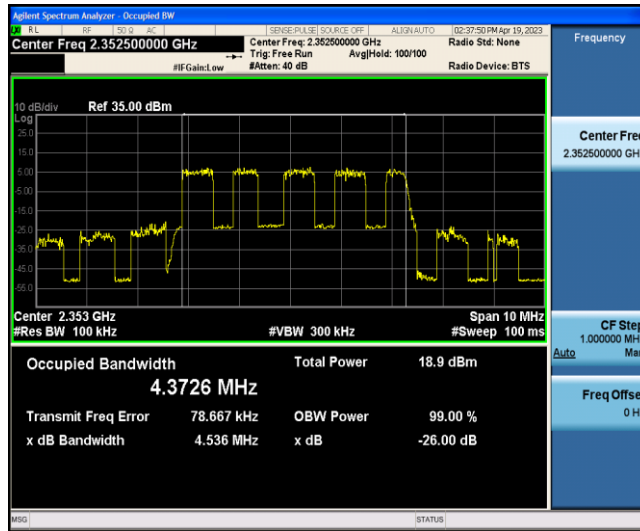 Agilent Spectrum Analyzer - Occupied BW
RL RF 50 Ω AC SENSE:PULSE SOURCE OFF ALIGNAUTO 02:37:50 PM Apr 19, 2023
Center Freq 2.352500000 GHz Center Freq: 2.352500000 GHz Radio Std: None
Trig: Free Run Avg|Hold: 100/100
#IFGain:Low #Atten: 40 dB Radio Device: BTS
Frequency
10 dB/div Ref 35.00 dBm
Log
25.0
15.0
5.00
-5.00
-15.0
-25.0
-35.0
-45.0
-55.0
Center 2.353 GHz Span 10 MHz
#Res BW 100 kHz #VBW 300 kHz #Sweep 100 ms
Occupied Bandwidth Total Power 18.9 dBm
4.3726 MHz
Transmit Freq Error 78.667 kHz OBW Power 99.00 %
x dB Bandwidth 4.536 MHz x dB -26.00 dB
Center Fre
2.352500000 GH
CF Ste
1.000000 MH
Auto Ma
Freq Offse
0 H
MSG STATUS